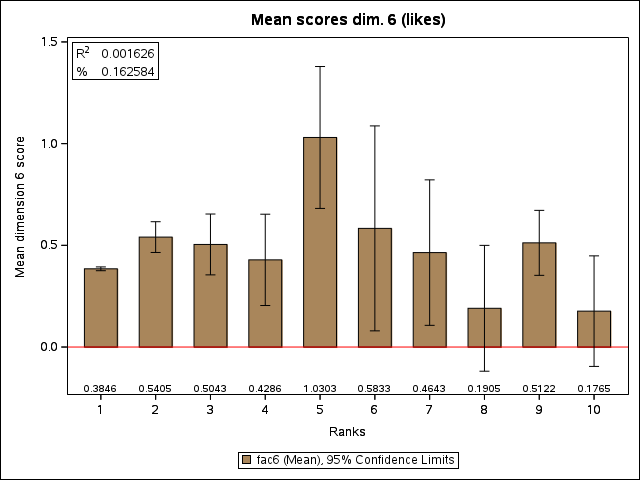 Mean scores dim. 6 (likes)
R² 0.001626
% 0.162584
Mean dimension 6 score
1.5
1.0
0.5
0.0
0.3846 0.5405 0.5043 0.4286 1.0303 0.5833 0.4643 0.1905 0.5122 0.1765
1 2 3 4 5 6 7 8 9 10
Ranks
fac6 (Mean), 95% Confidence Limits